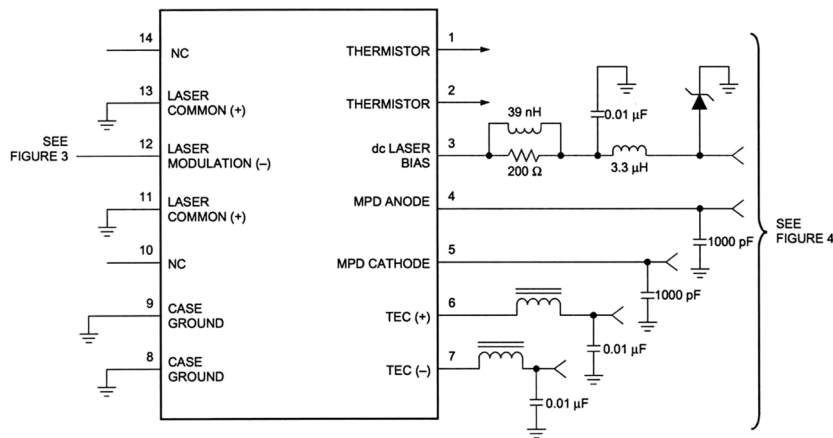 14
NC
13
LASER
COMMON (+)
SEE
FIGURE 3
12
LASER
MODULATION (–)
11
LASER
COMMON (+)
10
NC
9
CASE
GROUND
8
CASE
GROUND
1
THERMISTOR
2
THERMISTOR
3
dc LASER
BIAS
4
MPD ANODE
5
MPD CATHODE
6
TEC (+)
7
TEC (–)
39 nH
200 Ω
0.01 μF
3.3 μH
1000 pF
1000 pF
0.01 μF
0.01 μF
SEE
FIGURE 4